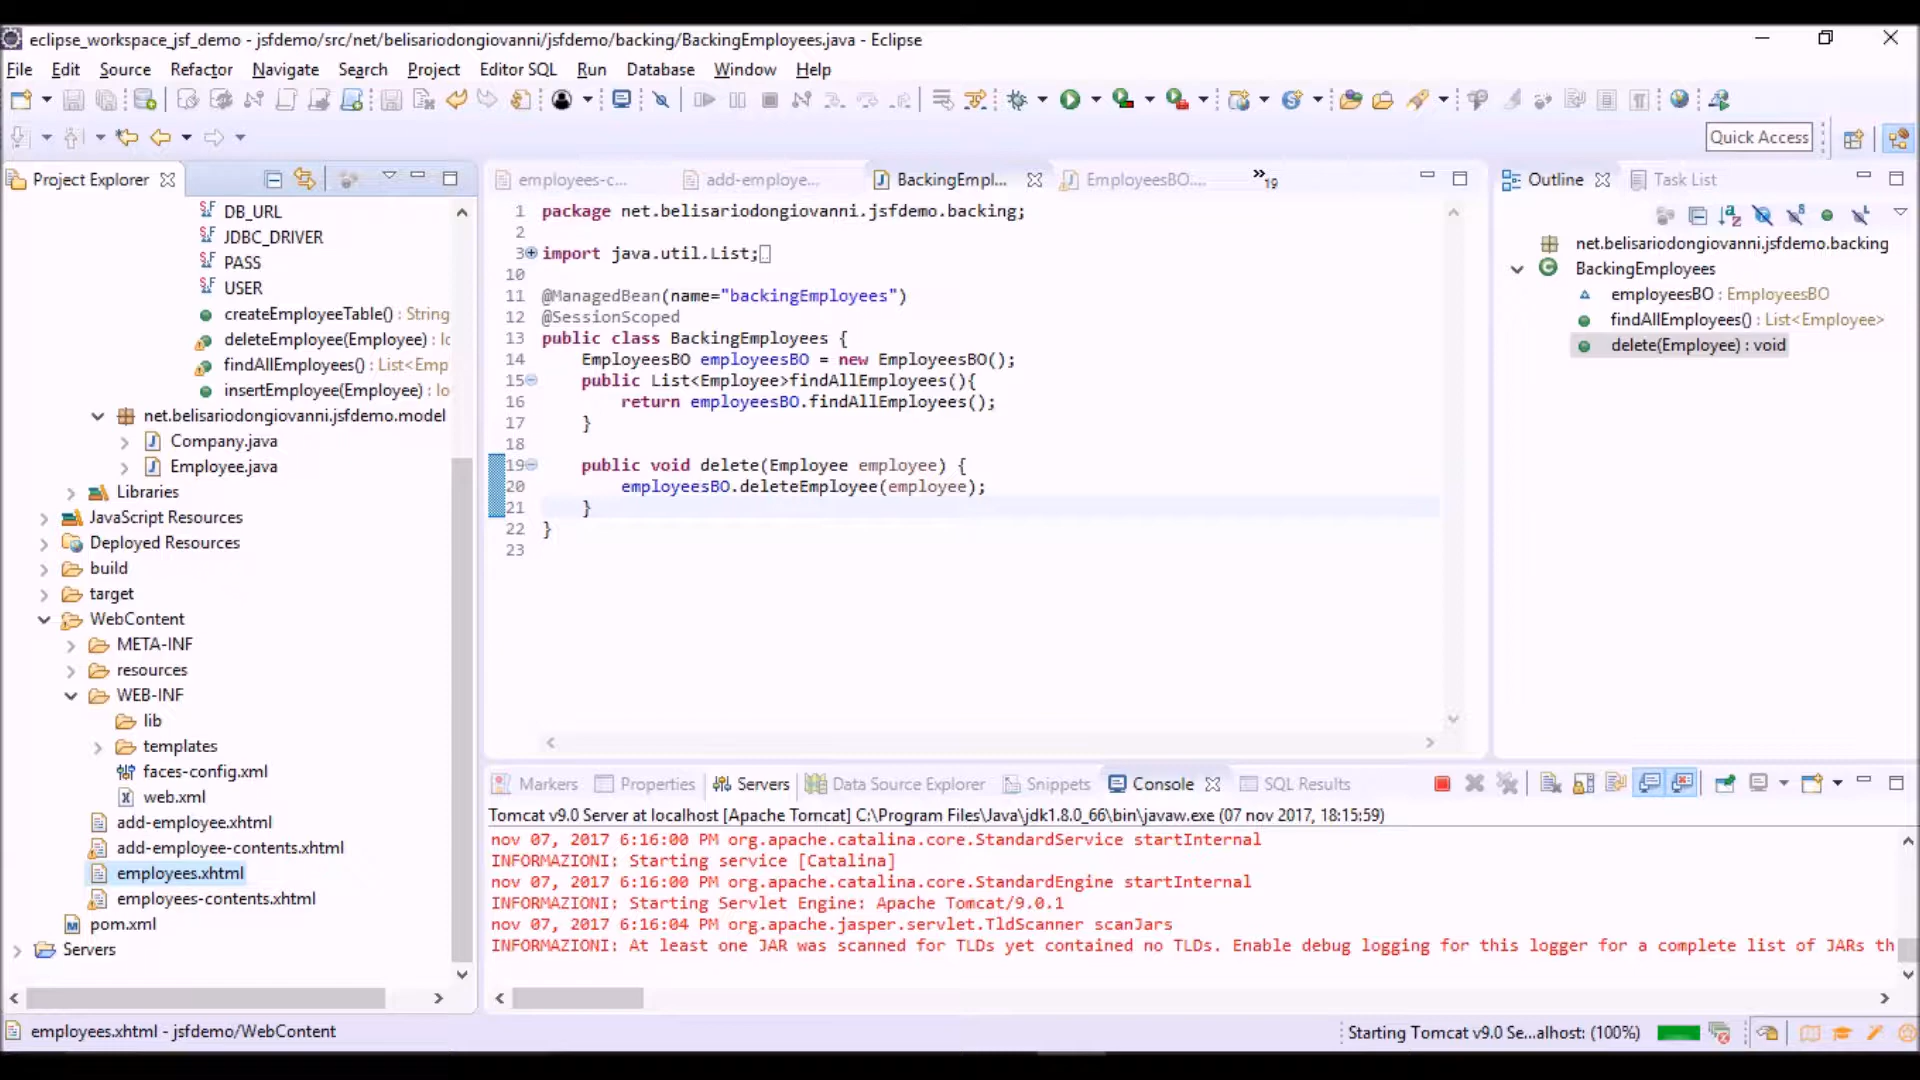 eclipse_workspace_jsf_demo - jsfdemo/src/net/belisariodongiovanni/jsfdemo/backing/BackingEmployees.java - Eclipse
File Edit Source Refactor Navigate Search Project Editor SQL Run Database Window Help
Quick Access
Project Explorer
DB_URL
JDBC_DRIVER
PASS
USER
createEmployeeTable() : String
deleteEmployee(Employee) : lo
findAllEmployees() : List<Emp
insertEmployee(Employee) : lo
net.belisariodongiovanni.jsfdemo.model
Company.java
Employee.java
Libraries
JavaScript Resources
Deployed Resources
build
target
WebContent
META-INF
resources
WEB-INF
lib
templates
faces-config.xml
web.xml
add-employee.xhtml
add-employee-contents.xhtml
employees.xhtml
employees-contents.xhtml
pom.xml
Servers
employees-c... add-employe... BackingEmpl... EmployeesBO.... »19
1 package net.belisariodongiovanni.jsfdemo.backing;
2
3 import java.util.List;
10
11 @ManagedBean(name="backingEmployees")
12 @SessionScoped
13 public class BackingEmployees {
14 EmployeesBO employeesBO = new EmployeesBO();
15 public List<Employee>findAllEmployees(){
16 return employeesBO.findAllEmployees();
17 }
18
19 public void delete(Employee employee) {
20 employeesBO.deleteEmployee(employee);
21 }
22 }
23
Outline Task List
net.belisariodongiovanni.jsfdemo.backing
BackingEmployees
employeesBO : EmployeesBO
findAllEmployees() : List<Employee>
delete(Employee) : void
Markers Properties Servers Data Source Explorer Snippets Console SQL Results
Tomcat v9.0 Server at localhost [Apache Tomcat] C:\Program Files\Java\jdk1.8.0_66\bin\javaw.exe (07 nov 2017, 18:15:59)
nov 07, 2017 6:16:00 PM org.apache.catalina.core.StandardService startInternal
INFORMAZIONI: Starting service [Catalina]
nov 07, 2017 6:16:00 PM org.apache.catalina.core.StandardEngine startInternal
INFORMAZIONI: Starting Servlet Engine: Apache Tomcat/9.0.1
nov 07, 2017 6:16:04 PM org.apache.jasper.servlet.TldScanner scanJars
INFORMAZIONI: At least one JAR was scanned for TLDs yet contained no TLDs. Enable debug logging for this logger for a complete list of JARs th
employees.xhtml - jsfdemo/WebContent
Starting Tomcat v9.0 Se...alhost: (100%)